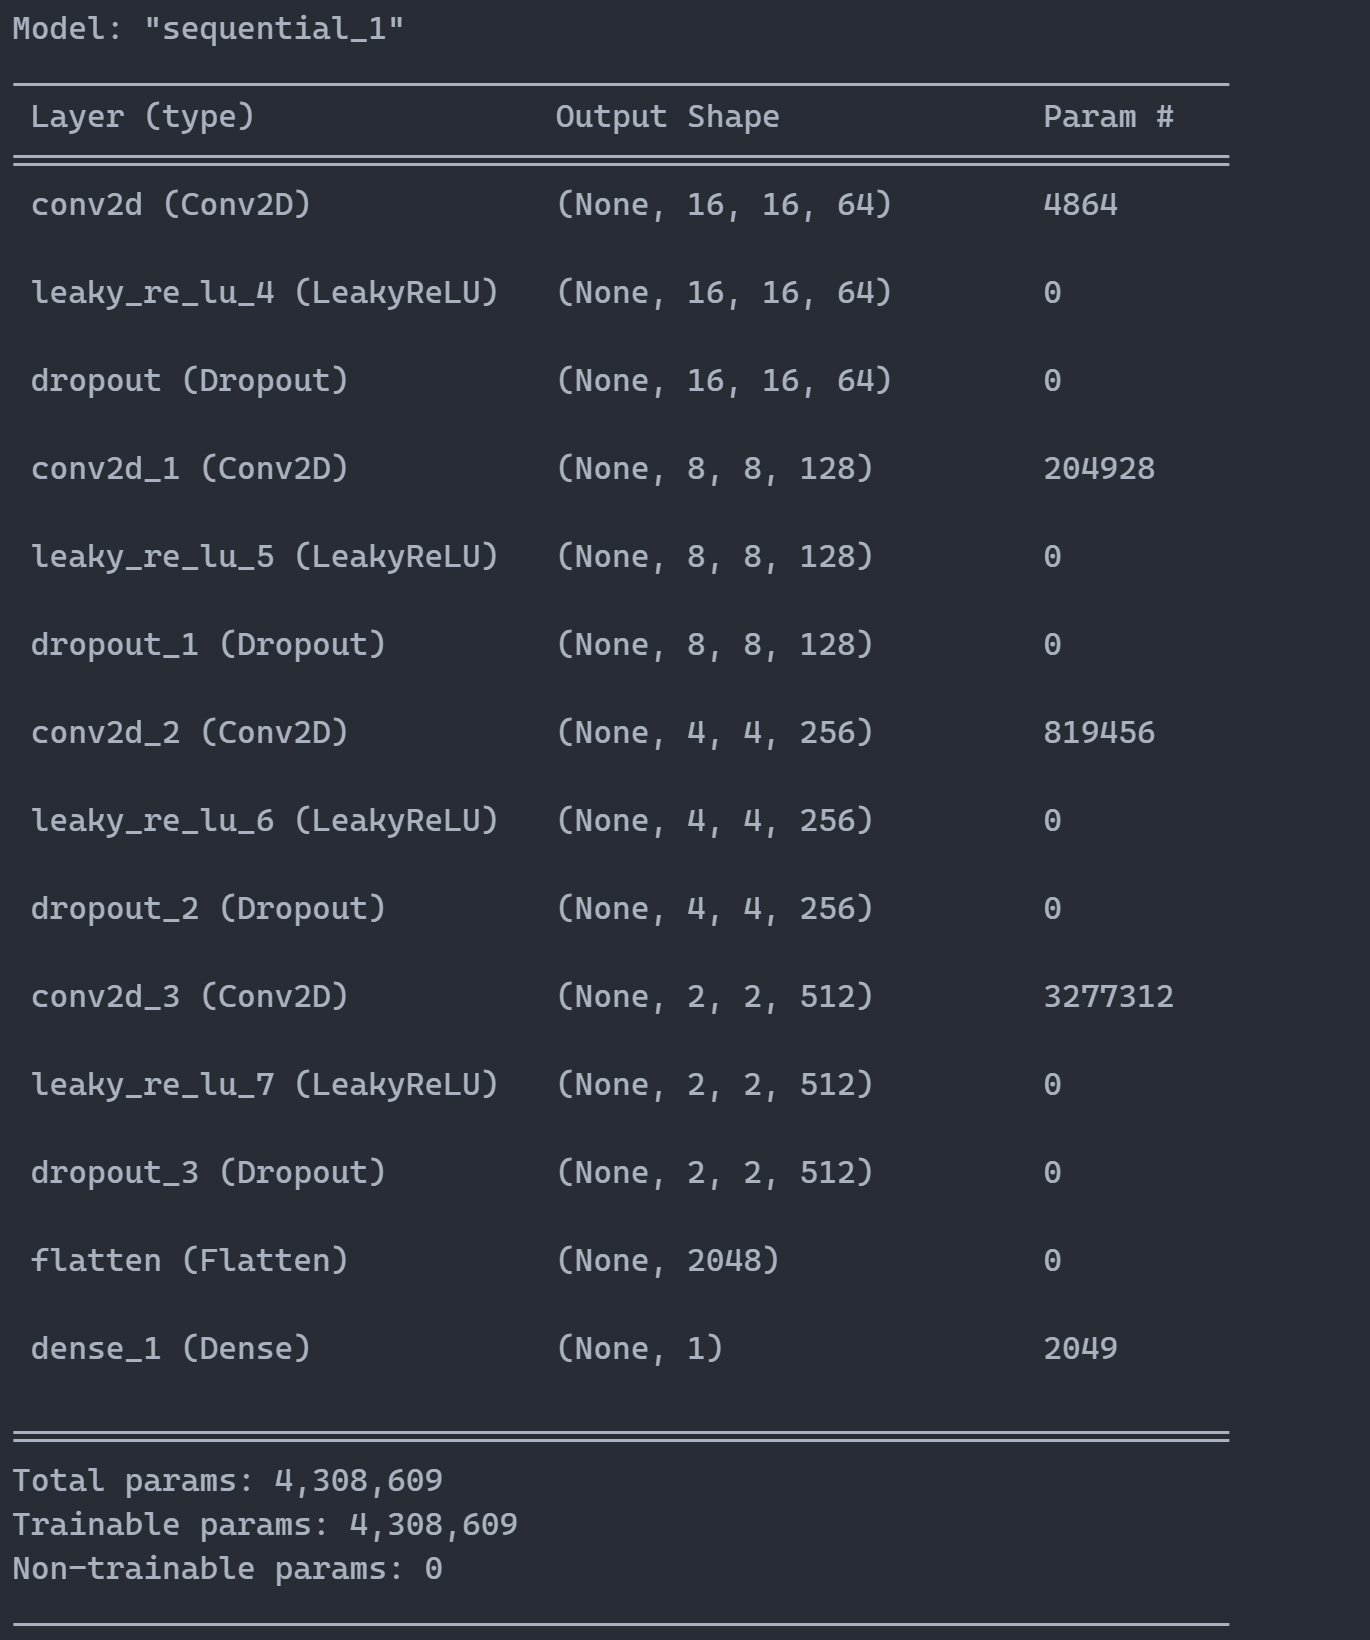 Model: "sequential_1"
Layer (type) Output Shape Param #
conv2d (Conv2D) (None, 16, 16, 64) 4864
leaky_re_lu_4 (LeakyReLU) (None, 16, 16, 64) 0
dropout (Dropout) (None, 16, 16, 64) 0
conv2d_1 (Conv2D) (None, 8, 8, 128) 204928
leaky_re_lu_5 (LeakyReLU) (None, 8, 8, 128) 0
dropout_1 (Dropout) (None, 8, 8, 128) 0
conv2d_2 (Conv2D) (None, 4, 4, 256) 819456
leaky_re_lu_6 (LeakyReLU) (None, 4, 4, 256) 0
dropout_2 (Dropout) (None, 4, 4, 256) 0
conv2d_3 (Conv2D) (None, 2, 2, 512) 3277312
leaky_re_lu_7 (LeakyReLU) (None, 2, 2, 512) 0
dropout_3 (Dropout) (None, 2, 2, 512) 0
flatten (Flatten) (None, 2048) 0
dense_1 (Dense) (None, 1) 2049
Total params: 4,308,609
Trainable params: 4,308,609
Non-trainable params: 0